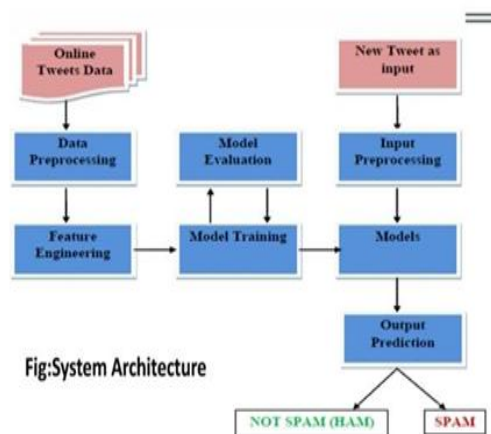 Online
Tweets Data
New Tweet as
input
Data
Preprocessing
Model
Evaluation
Input
Preprocessing
Feature
Engineering
Model Training
Models
Output
Prediction
Fig:System Architecture
NOT SPAM (HAM)
SPAM